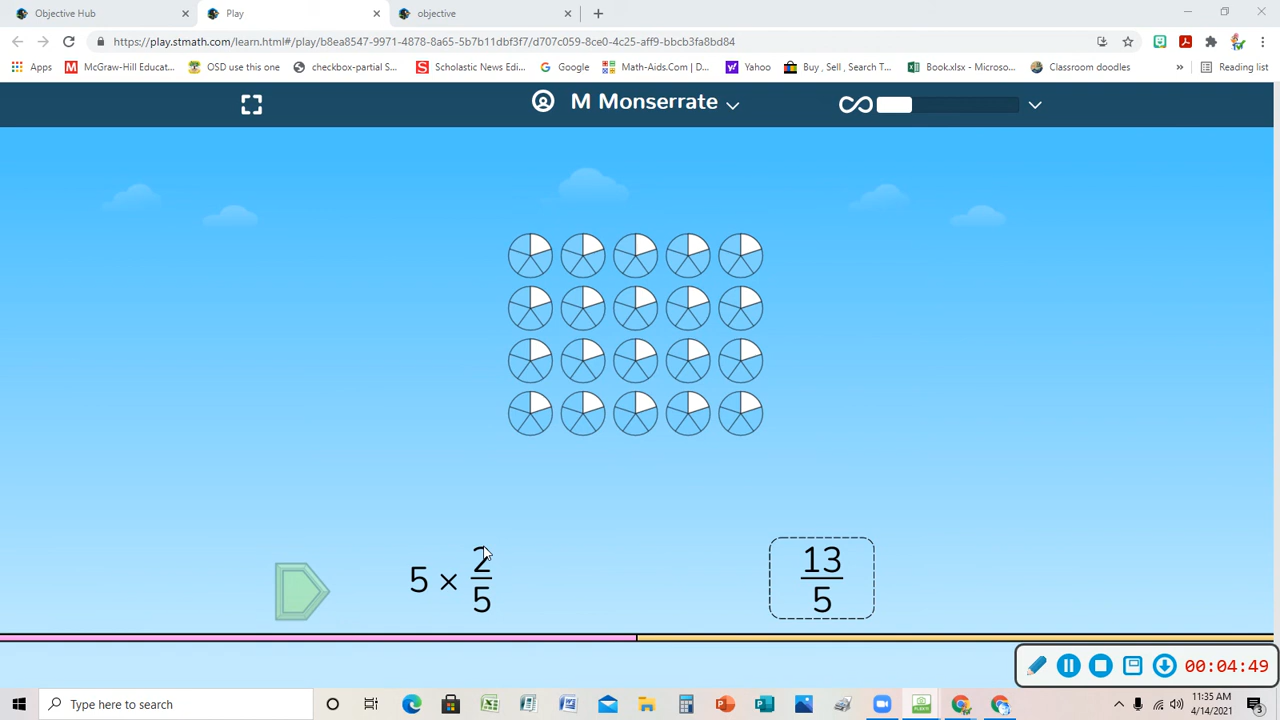 Objective Hub
Play
objective
https://play.stmath.com/learn.html#/play/b8ea8547-9971-4878-8a65-5b7b11dbf3f7/d707c059-8ce0-4c25-aff9-bbcb3fa8bd84
Apps
McGraw-Hill Educat...
OSD use this one
checkbox-partial S...
Scholastic News Edi...
Google
Math-Aids.Com | D...
Yahoo
Buy , Sell , Search T...
Book.xlsx - Microso...
Classroom doodles
»
Reading list
M Monserrate
5 × 2/5
13/5
00:04:49
Type here to search
11:35 AM
4/14/2021
3